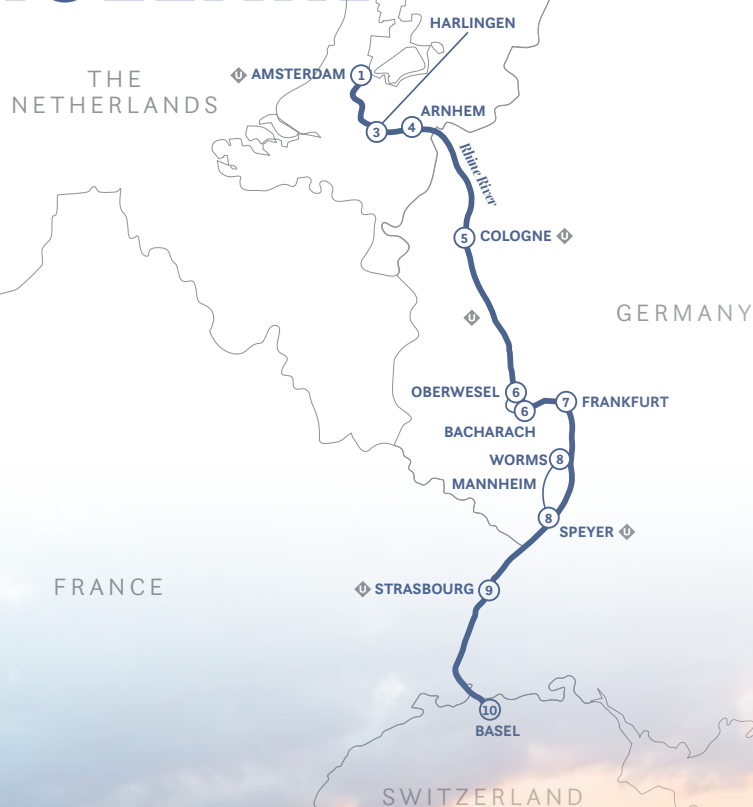 HARLINGEN
AMSTERDAM 1
THE
NETHERLANDS
ARNHEM
3 4
Rhine River
5 COLOGNE
GERMANY
OBERWESEL 6
7 FRANKFURT
6
BACHARACH
WORMS 8
MANNHEIM
8
SPEYER
FRANCE
STRASBOURG 9
10
BASEL
SWITZERLAND